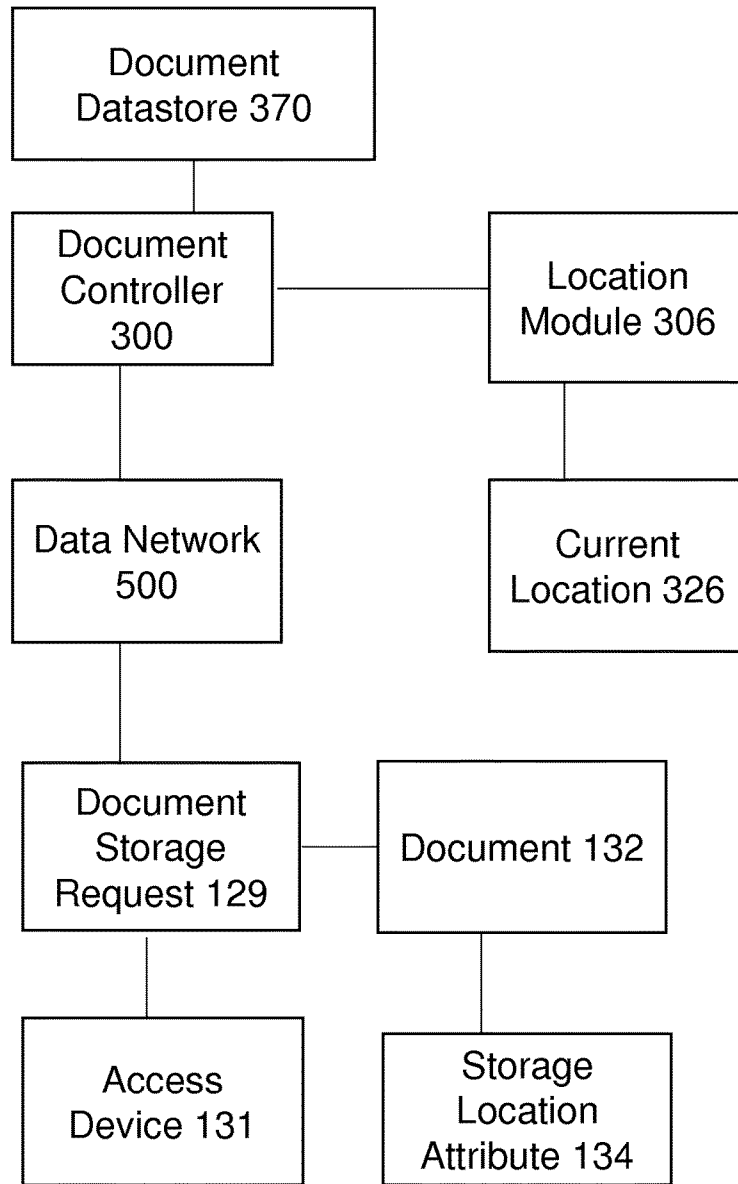 Document
Datastore 370
Document
Controller
300
Location
Module 306
Data Network
500
Current
Location 326
Document
Storage
Request 129
Document 132
Access
Device 131
Storage
Location
Attribute 134